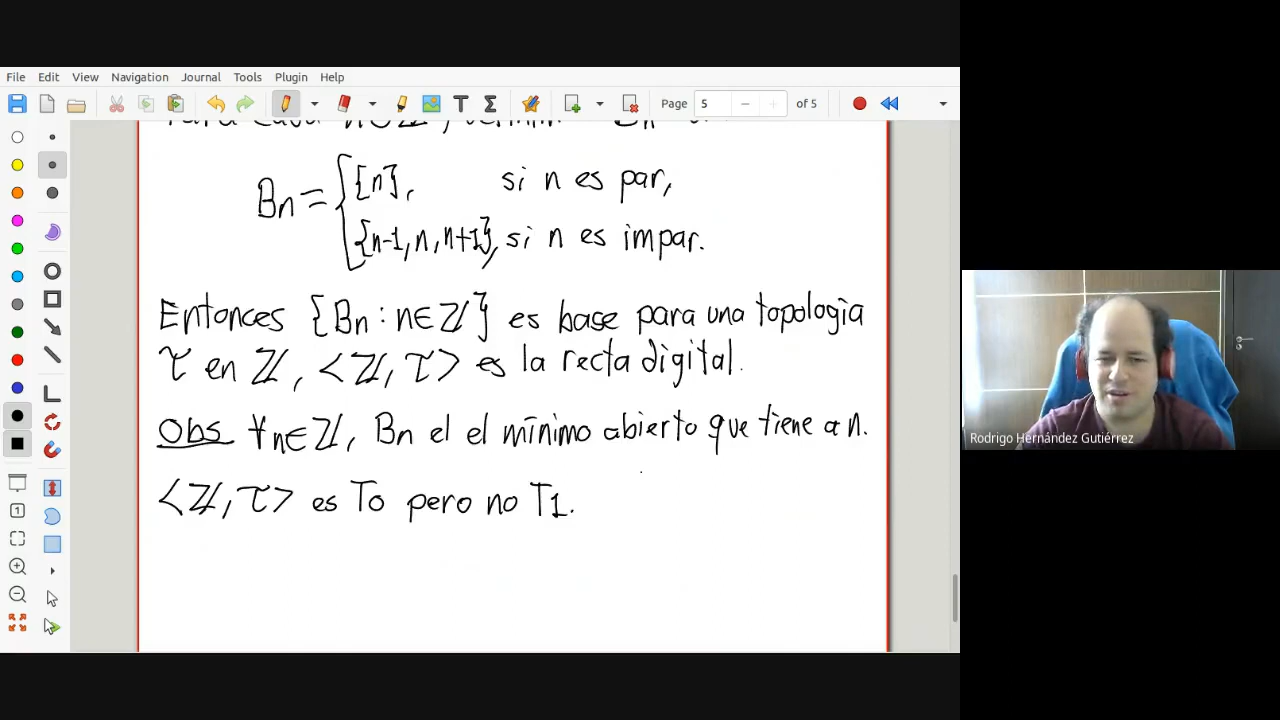 File Edit View Navigation Journal Tools Plugin Help
Page 5 of 5
Para cada n∈ℤ,
Bn = { {n}, si n es par,
{n-1, n, n+1}, si n es impar.
Entonces {Bn : n∈ℤ} es base para una topología
τ en ℤ, <ℤ, τ> es la recta digital.
Obs ∀n∈ℤ, Bn el el mínimo abierto que tiene a n.
<ℤ, τ> es T0 pero no T1.
Rodrigo Hernández Gutiérrez